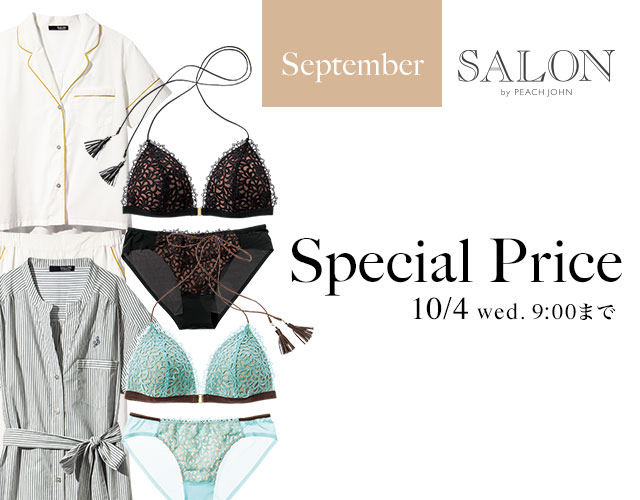 September
SALON
by PEACH JOHN
Special Price
10/4 wed. 9:00まで